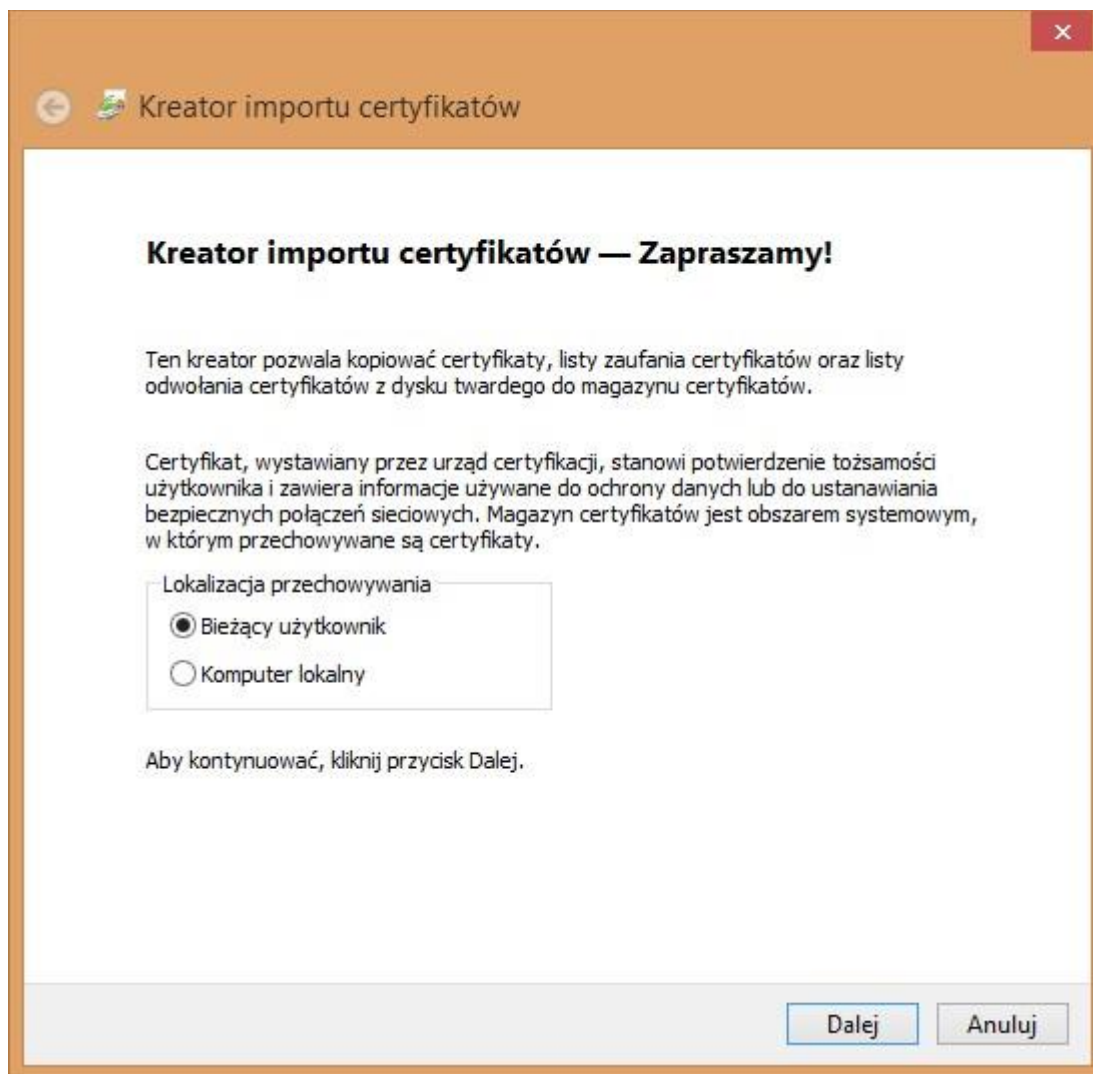 Kreator importu certyfikatów
Kreator importu certyfikatów — Zapraszamy!
Ten kreator pozwala kopiować certyfikaty, listy zaufania certyfikatów oraz listy
odwołania certyfikatów z dysku twardego do magazynu certyfikatów.
Certyfikat, wystawiany przez urząd certyfikacji, stanowi potwierdzenie tożsamości
użytkownika i zawiera informacje używane do ochrony danych lub do ustanawiania
bezpiecznych połączeń sieciowych. Magazyn certyfikatów jest obszarem systemowym,
w którym przechowywane są certyfikaty.
Lokalizacja przechowywania
Bieżący użytkownik
Komputer lokalny
Aby kontynuować, kliknij przycisk Dalej.
Dalej Anuluj